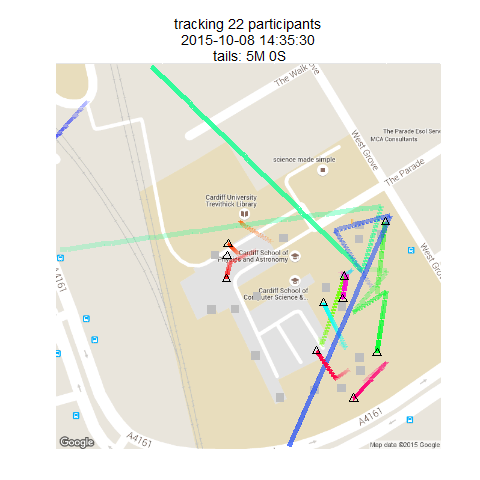 tracking 22 participants
2015-10-08 14:35:30
tails: 5M 0S
The Walk
West Grove
The Parade Esol Serv
MCA Consultants
science made simple
The Parade
Cardiff University
Trevithick Library
West Grove
Cardiff School of
Physics and Astronomy
Cardiff School of
Computer Science &...
A4161
A4161
A4161
Google
Map data ©2015 Google